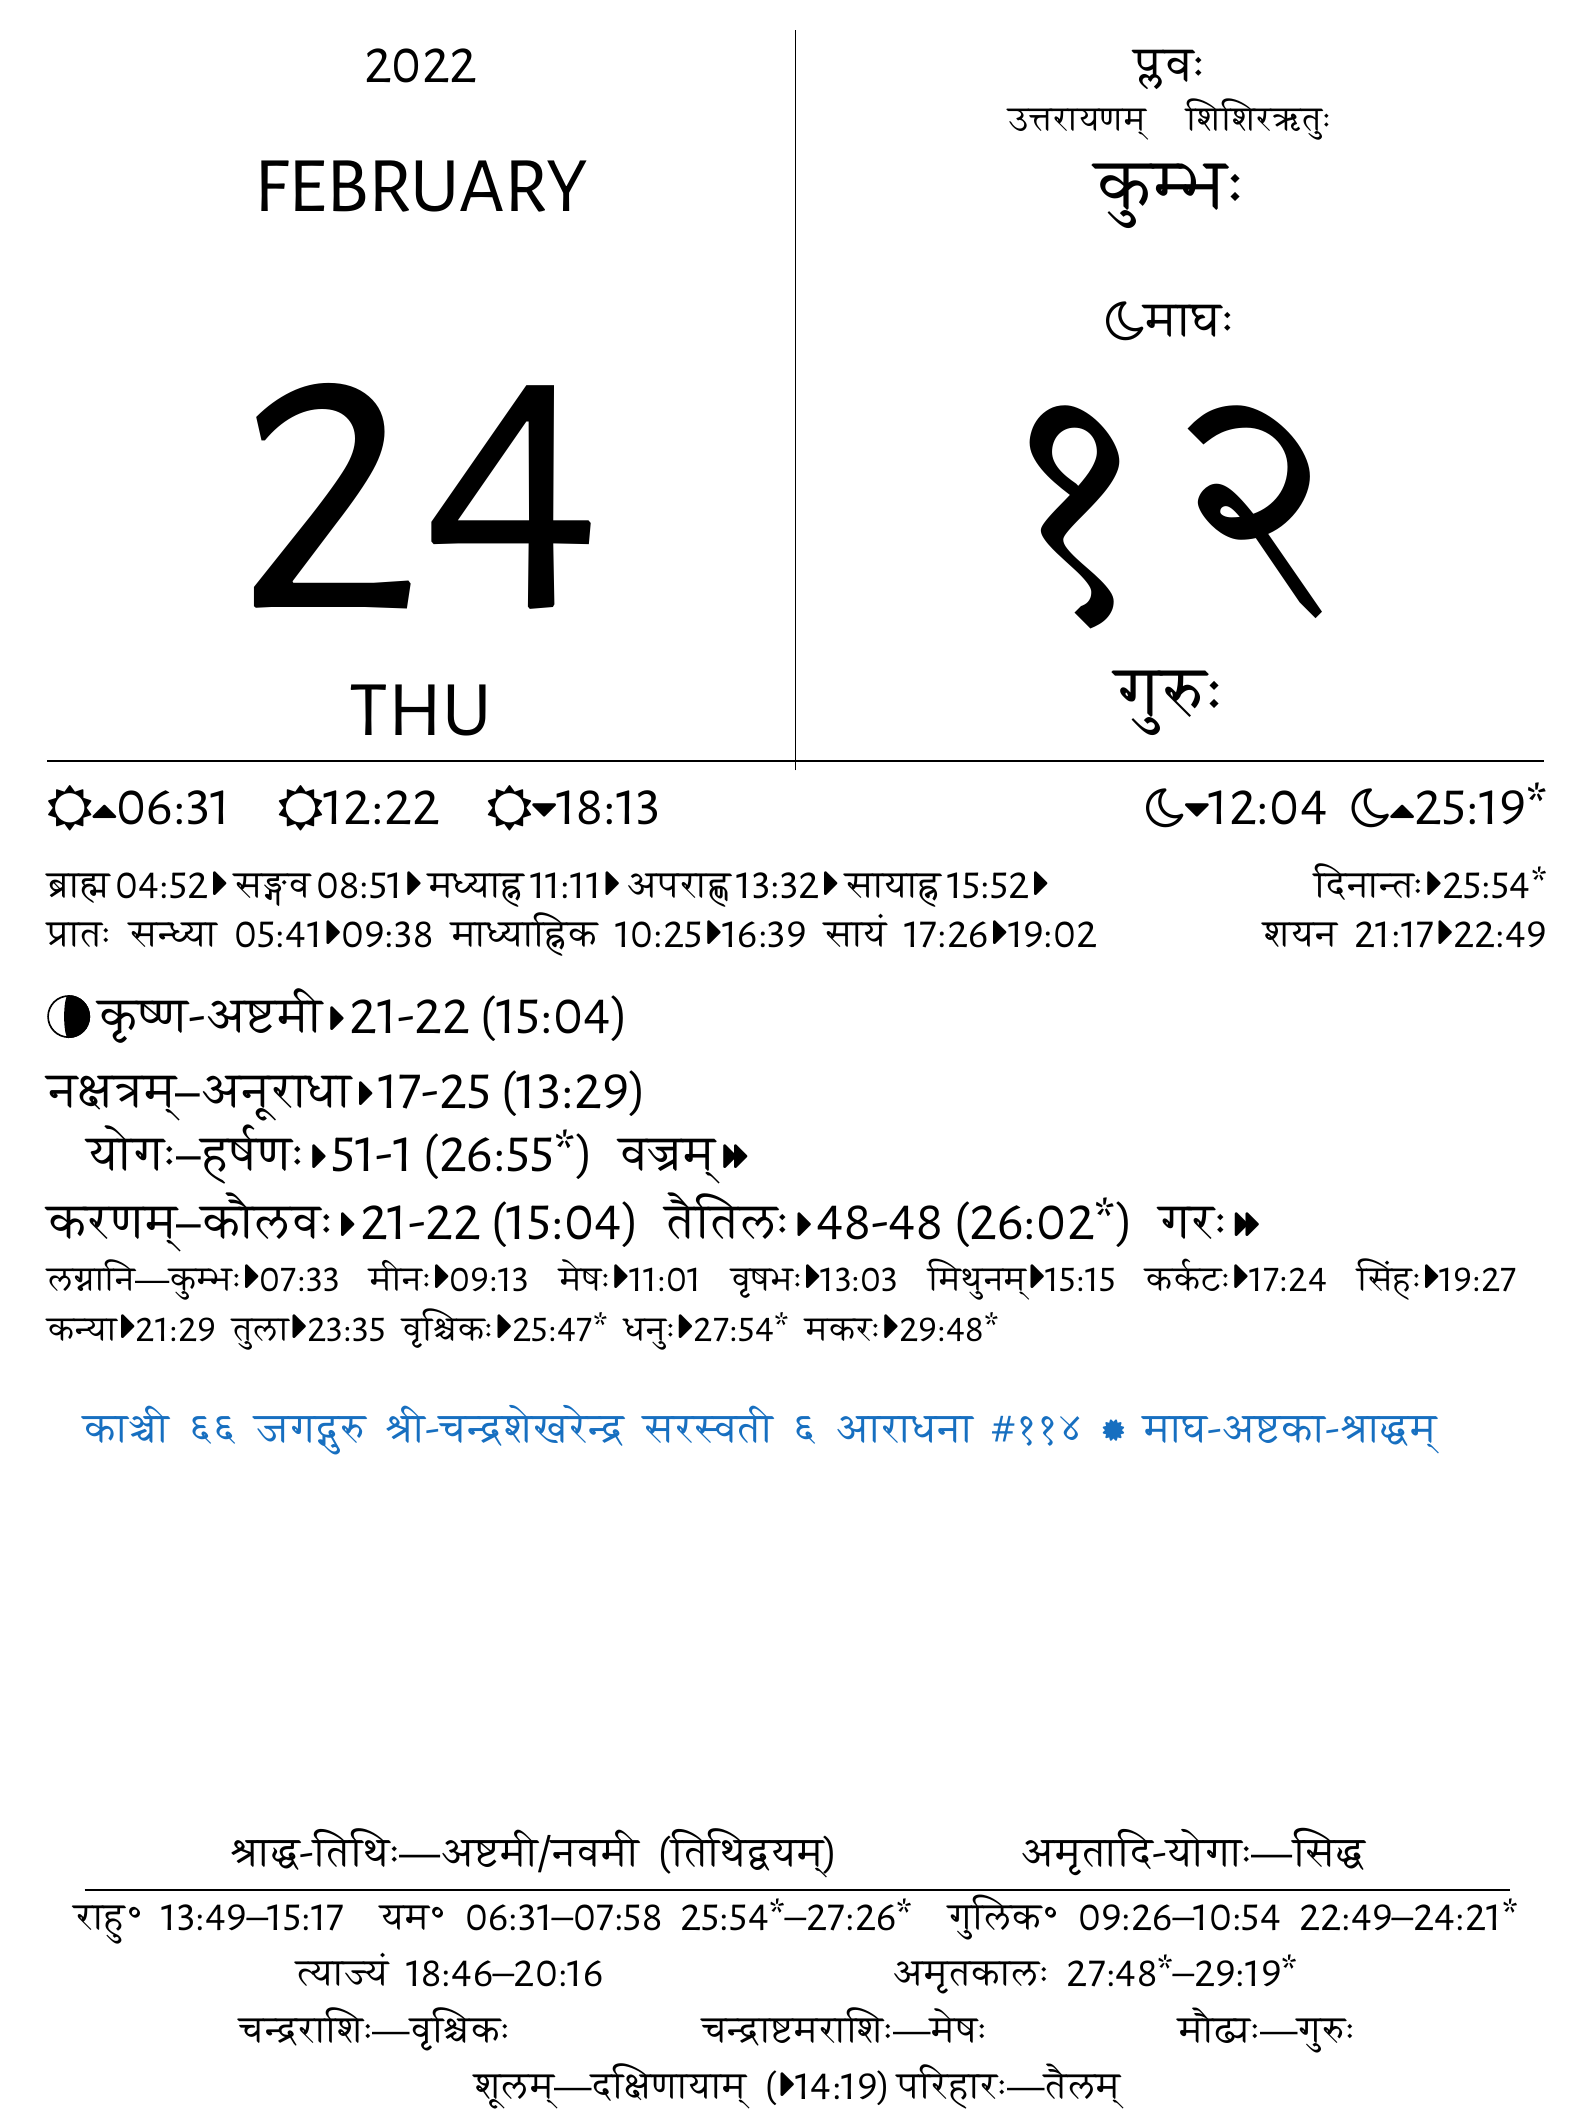 2022
FEBRUARY
24
THU
प्लवः
उत्तरायणम् शिशिरऋतुः
कुम्भः
माघः
१२
गुरुः
06:31 12:22 18:13 12:04 25:19*
ब्राह्म 04:52 सङ्गव 08:51 मध्याह्न 11:11 अपराह्ण 13:32 सायाह्न 15:52 दिनान्तः 25:54*
प्रातः सन्ध्या 05:41 09:38 माध्याह्निक 10:25 16:39 सायं 17:26 19:02 शयन 21:17 22:49
कृष्ण-अष्टमी 21-22 (15:04)
नक्षत्रम्–अनूराधा 17-25 (13:29)
योगः–हर्षणः 51-1 (26:55*) वज्रम्
करणम्–कौलवः 21-22 (15:04) तैतिलः 48-48 (26:02*) गरः
लग्नानि—कुम्भः 07:33 मीनः 09:13 मेषः 11:01 वृषभः 13:03 मिथुनम् 15:15 कर्कटः 17:24 सिंहः 19:27
कन्या 21:29 तुला 23:35 वृश्चिकः 25:47* धनुः 27:54* मकरः 29:48*
काञ्ची ६६ जगद्गुरु श्री-चन्द्रशेखरेन्द्र सरस्वती ६ आराधना #११४ माघ-अष्टका-श्राद्धम्
श्राद्ध-तिथिः—अष्टमी/नवमी (तिथिद्वयम्) अमृतादि-योगाः—सिद्ध
राहु॰ 13:49–15:17 यम॰ 06:31–07:58 25:54*–27:26* गुलिक॰ 09:26–10:54 22:49–24:21*
त्याज्यं 18:46–20:16 अमृतकालः 27:48*–29:19*
चन्द्रराशिः—वृश्चिकः चन्द्राष्टमराशिः—मेषः मौढ्यः—गुरुः
शूलम्—दक्षिणायाम् (14:19) परिहारः—तैलम्